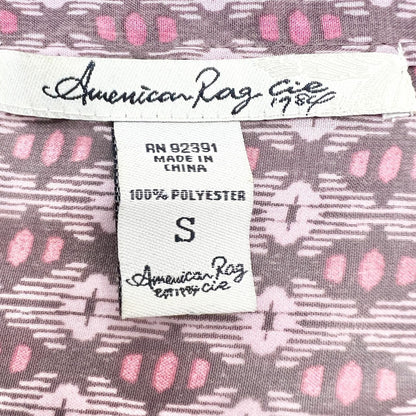 American Rag Cie
1984
RN 92391
MADE IN
CHINA
100% POLYESTER
S
American Rag
Cie